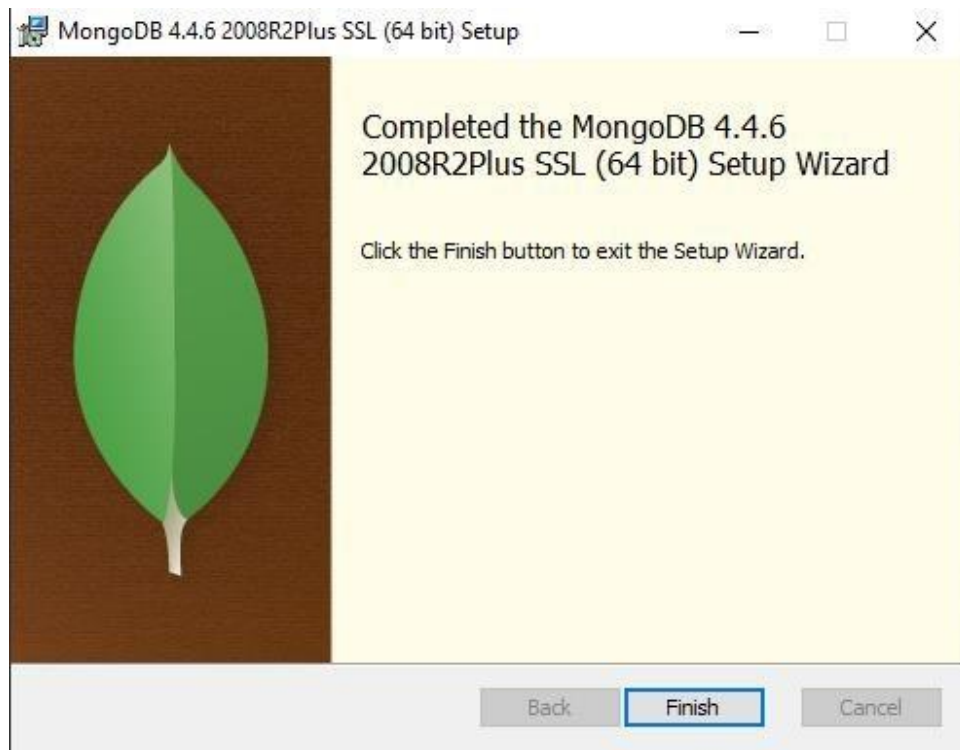 MongoDB 4.4.6 2008R2Plus SSL (64 bit) Setup
Completed the MongoDB 4.4.6
2008R2Plus SSL (64 bit) Setup Wizard
Click the Finish button to exit the Setup Wizard.
Back
Finish
Cancel